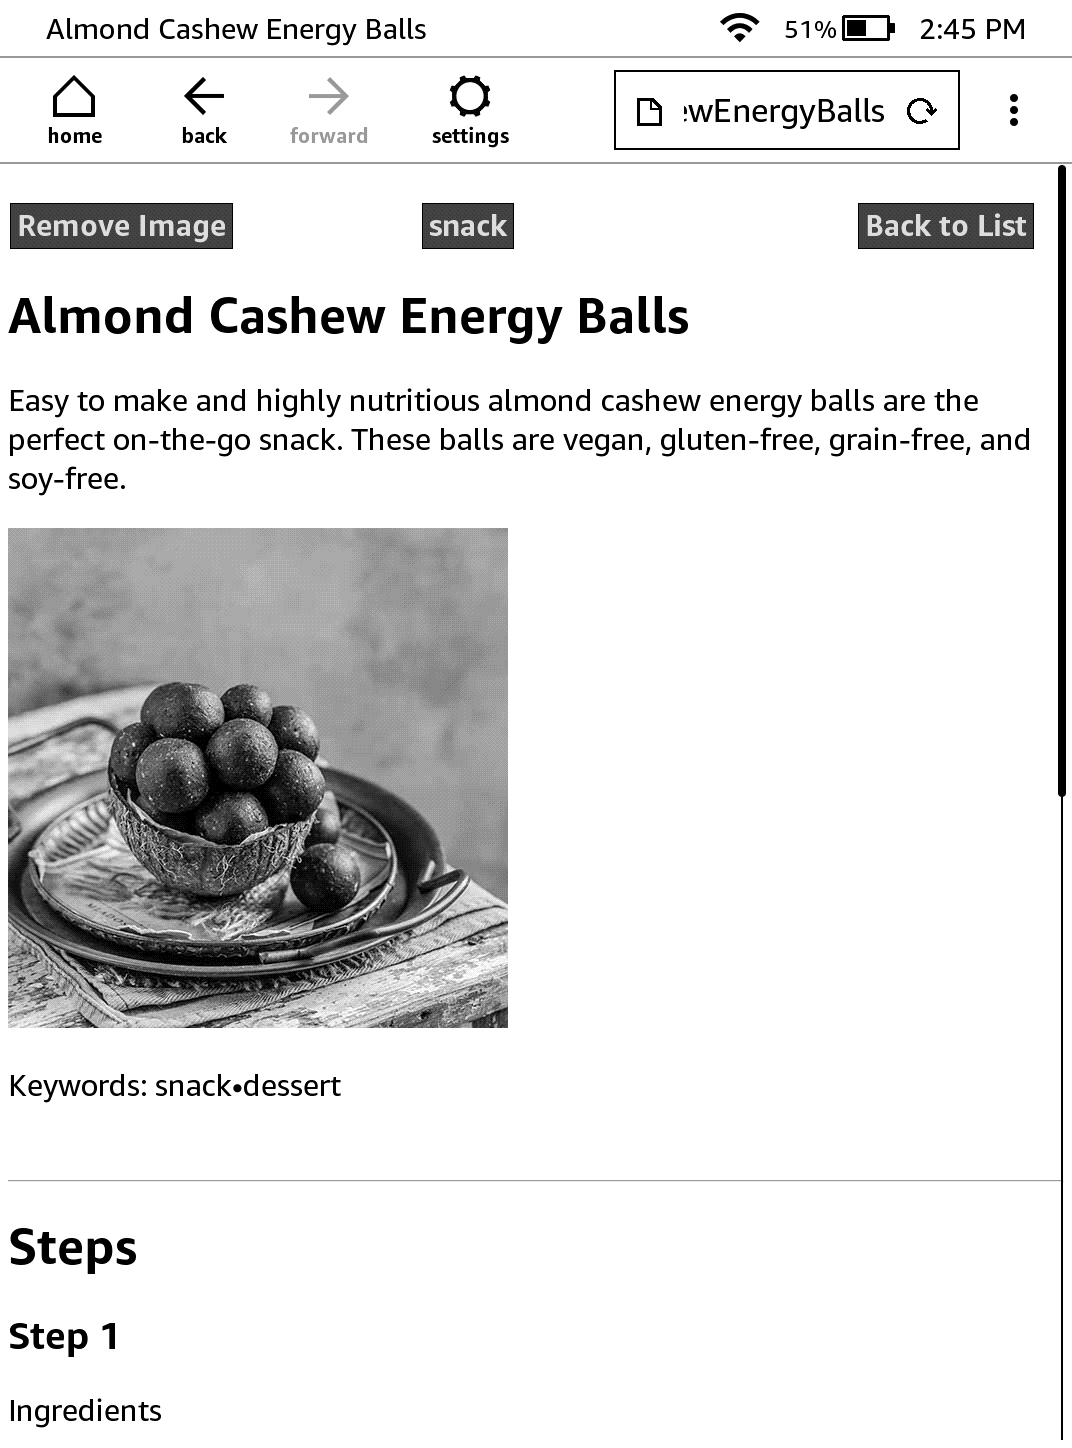 Almond Cashew Energy Balls
51%
2:45 PM
home
back
forward
settings
wEnergyBalls
Remove Image
snack
Back to List
Almond Cashew Energy Balls
Easy to make and highly nutritious almond cashew energy balls are the
perfect on-the-go snack. These balls are vegan, gluten-free, grain-free, and
soy-free.
Keywords: snack•dessert
Steps
Step 1
Ingredients